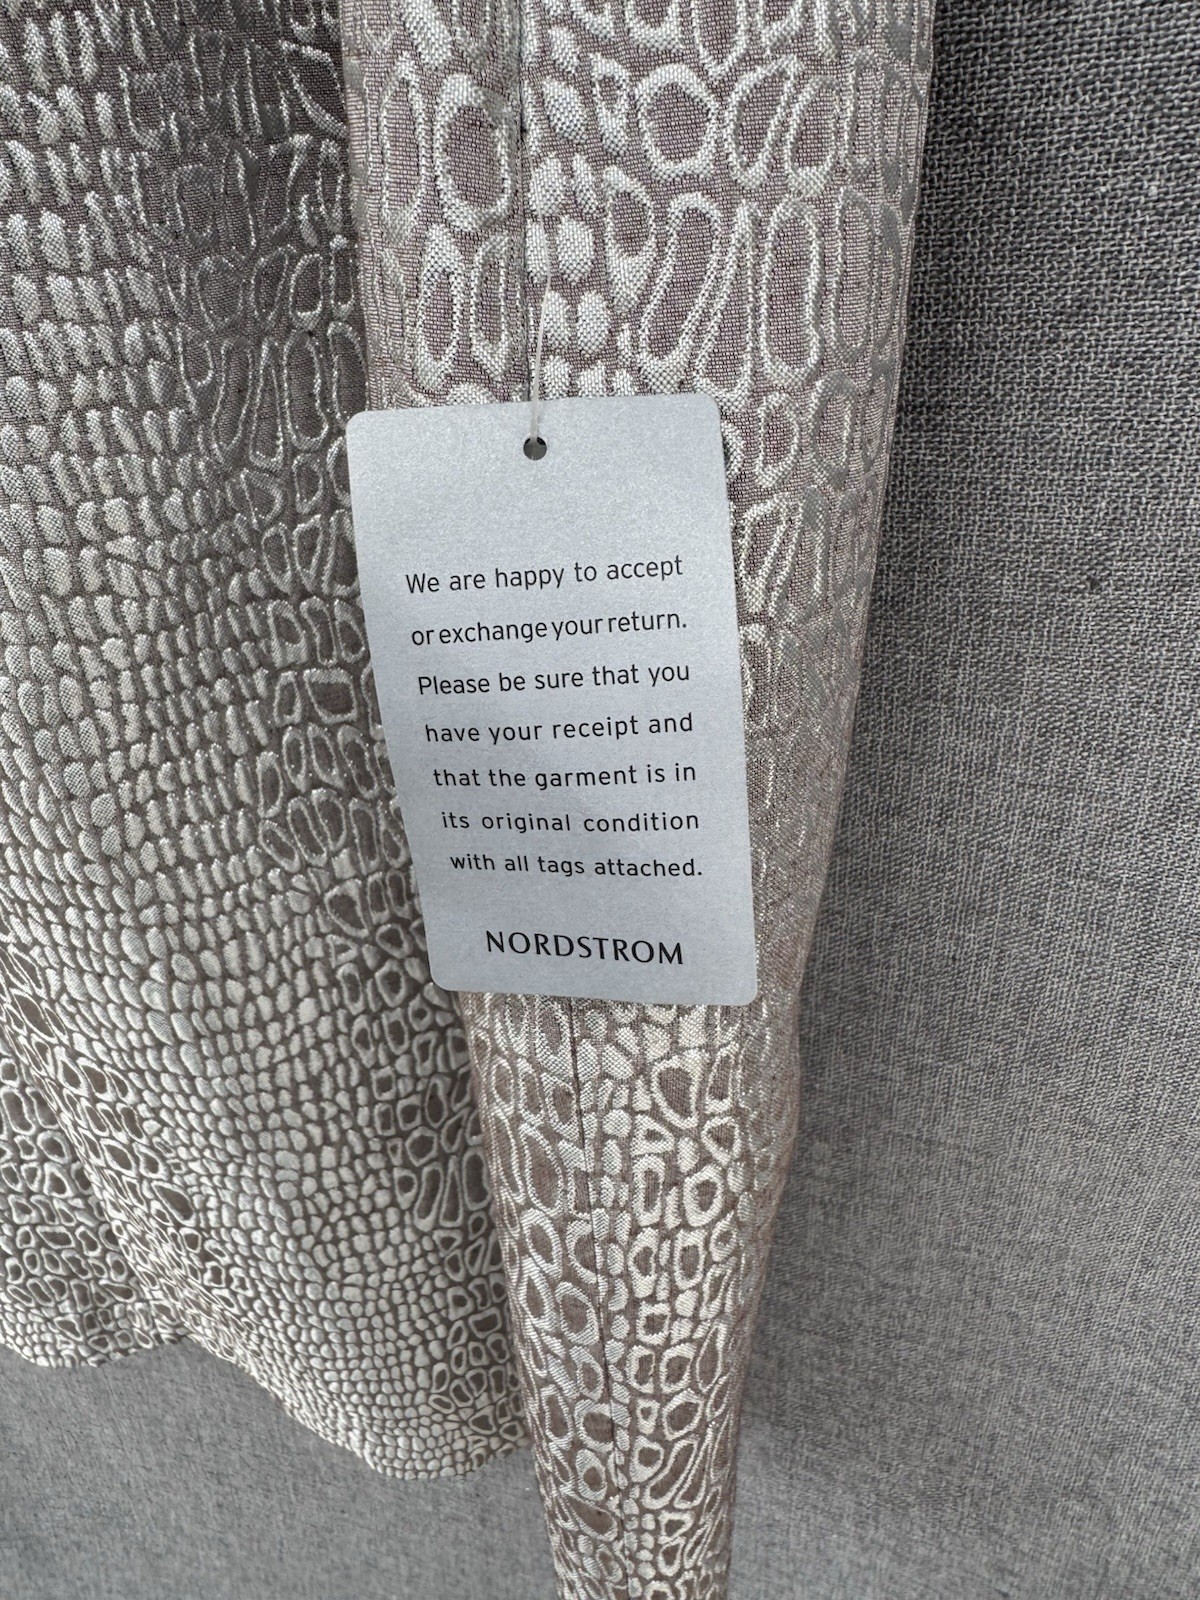 We are happy to accept
or exchange your return.
Please be sure that you
have your receipt and
that the garment is in
its original condition
with all tags attached.
NORDSTROM